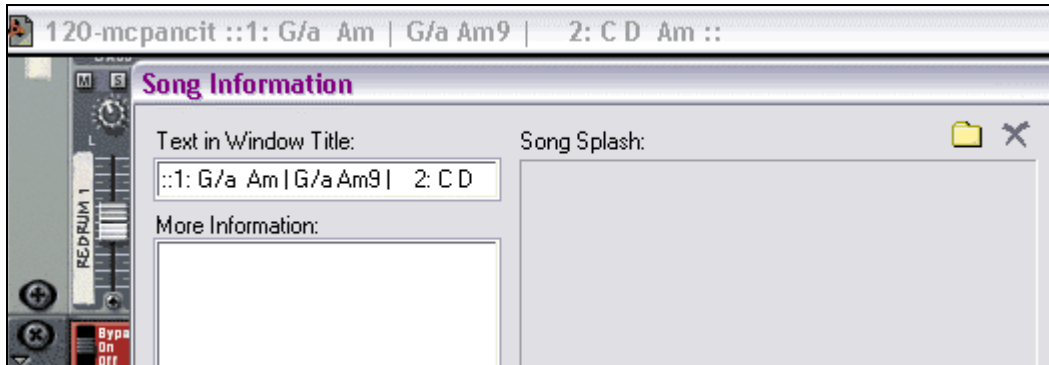 120-mcpancit ::1: G/a Am | G/a Am9 | 2: C D Am ::
M S Song Information
Text in Window Title:
Song Splash:
::1: G/a Am | G/a Am9 | 2: C D
More Information:
L
REDRUM 1
Bypa
On
Off